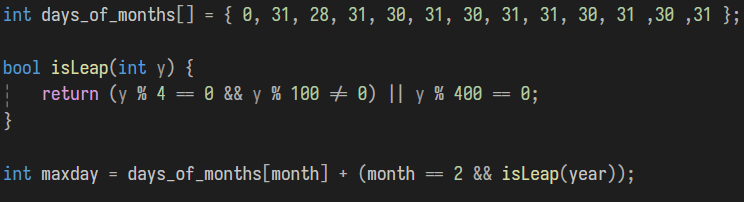 int days_of_months[] = { 0, 31, 28, 31, 30, 31, 30, 31, 31, 30, 31 ,30 ,31 };
bool isLeap(int y) {
return (y % 4 == 0 && y % 100 != 0) || y % 400 == 0;
}
int maxday = days_of_months[month] + (month == 2 && isLeap(year));